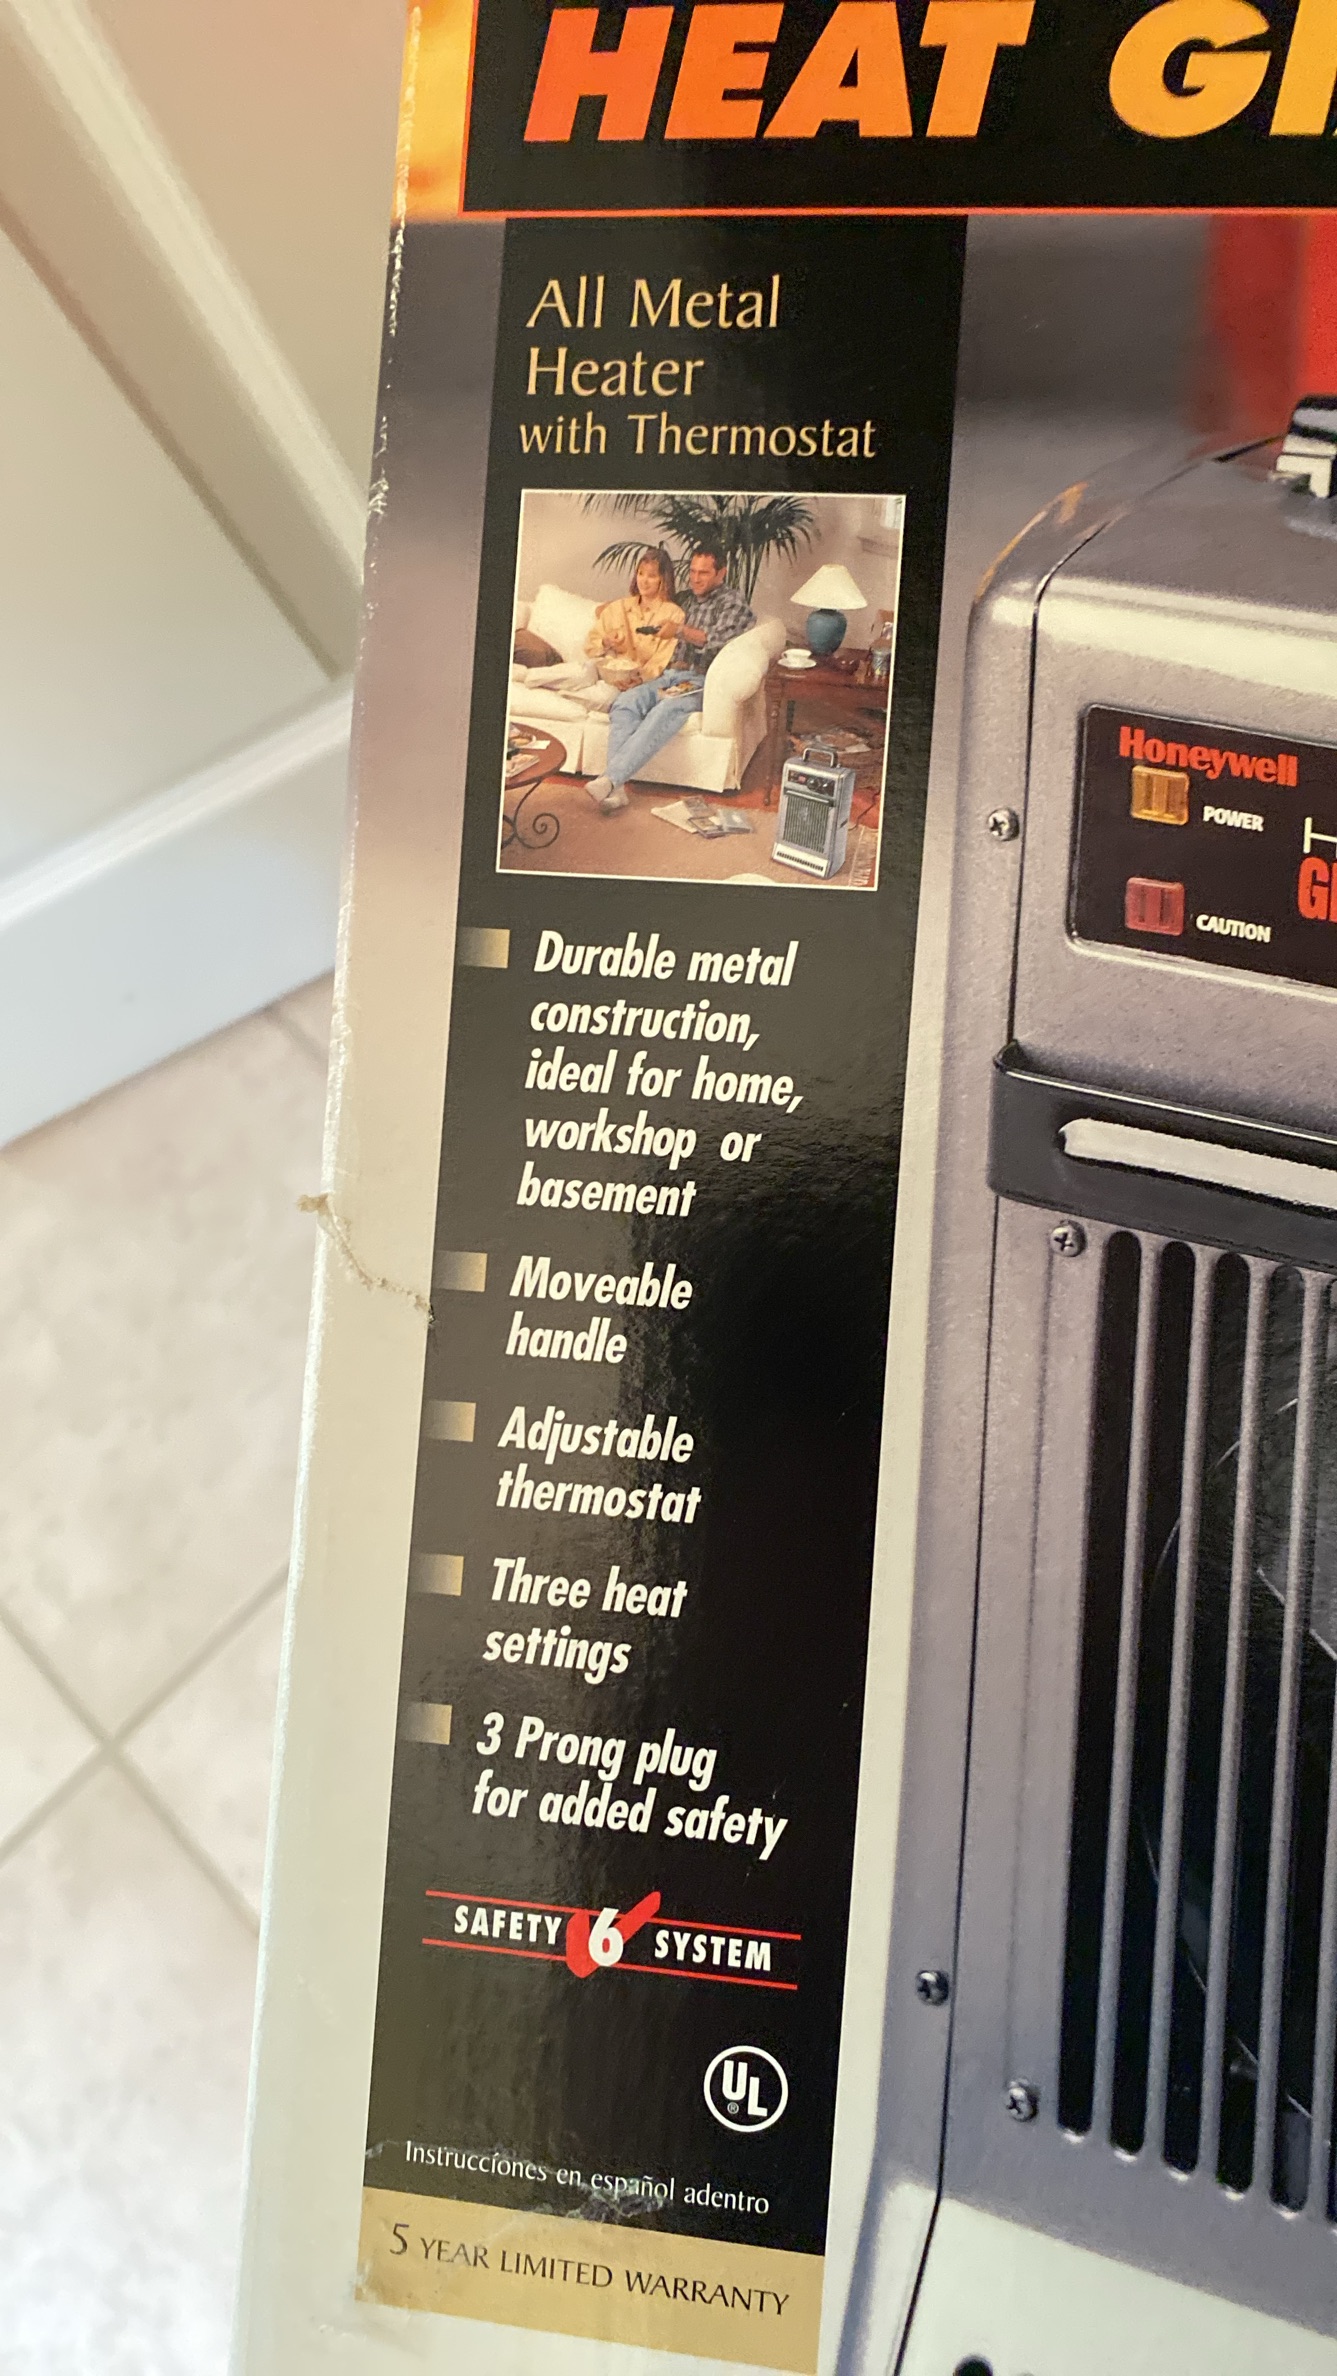 HEAT
All Metal
Heater
with Thermostat
Honeywell
POWER
CAUTION
Durable metal
construction,
ideal for home,
workshop or
basement
Moveable
handle
Adjustable
thermostat
Three heat
settings
3 Prong plug
for added safety
SAFETY 6 SYSTEM
UL
®
Instrucciones en español adentro
5 YEAR LIMITED WARRANTY